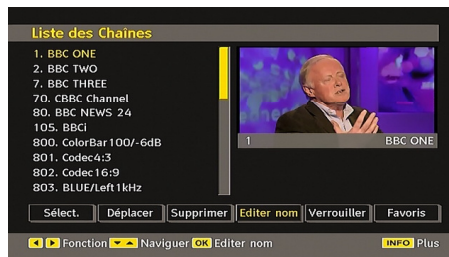 Liste des Chaînes
1. BBC ONE
2. BBC TWO
7. BBC THREE
70. CBBC Channel
80. BBC NEWS 24
105. BBCi
800. ColorBar100/-6dB
801. Codec4:3
802. Codec16:9
803. BLUE/Left1kHz
1 BBC ONE
Sélect. Déplacer Supprimer Editer nom Verrouiller Favoris
Fonction Naviguer OK Editer nom INFO Plus